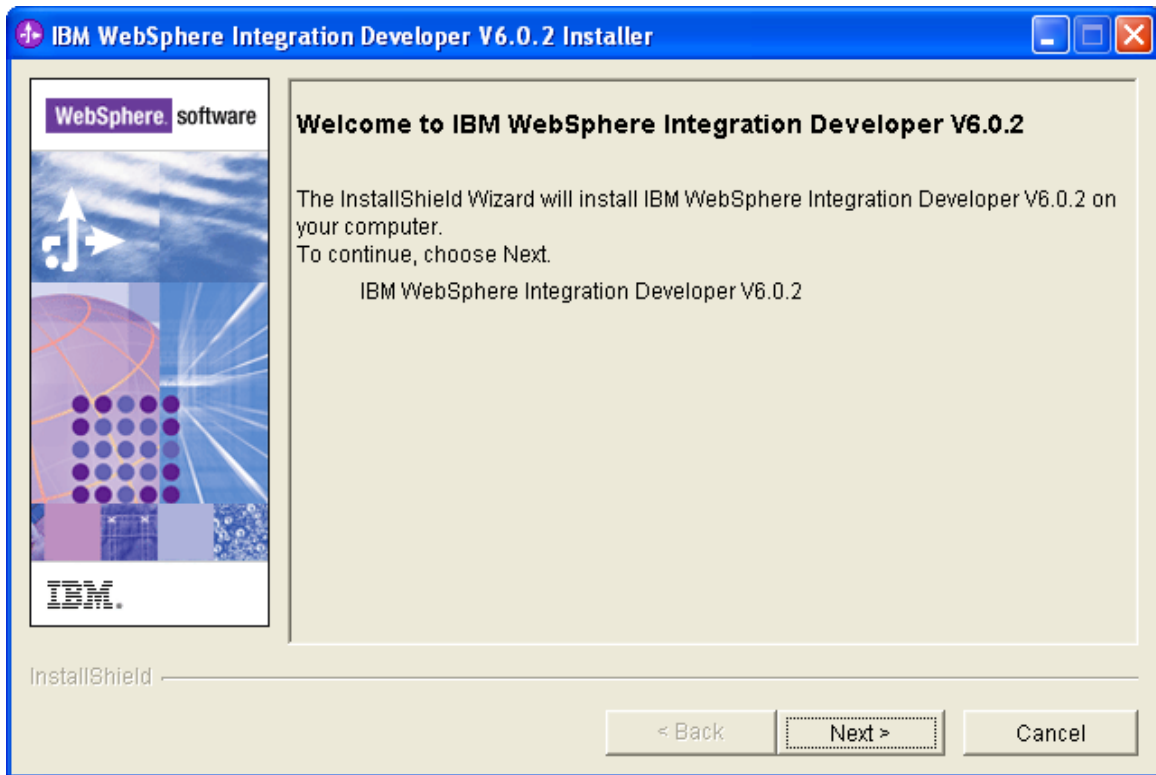 IBM WebSphere Integration Developer V6.0.2 Installer
WebSphere. software
Welcome to IBM WebSphere Integration Developer V6.0.2
The InstallShield Wizard will install IBM WebSphere Integration Developer V6.0.2 on
your computer.
To continue, choose Next.
IBM WebSphere Integration Developer V6.0.2
IBM.
InstallShield
< Back
Next >
Cancel